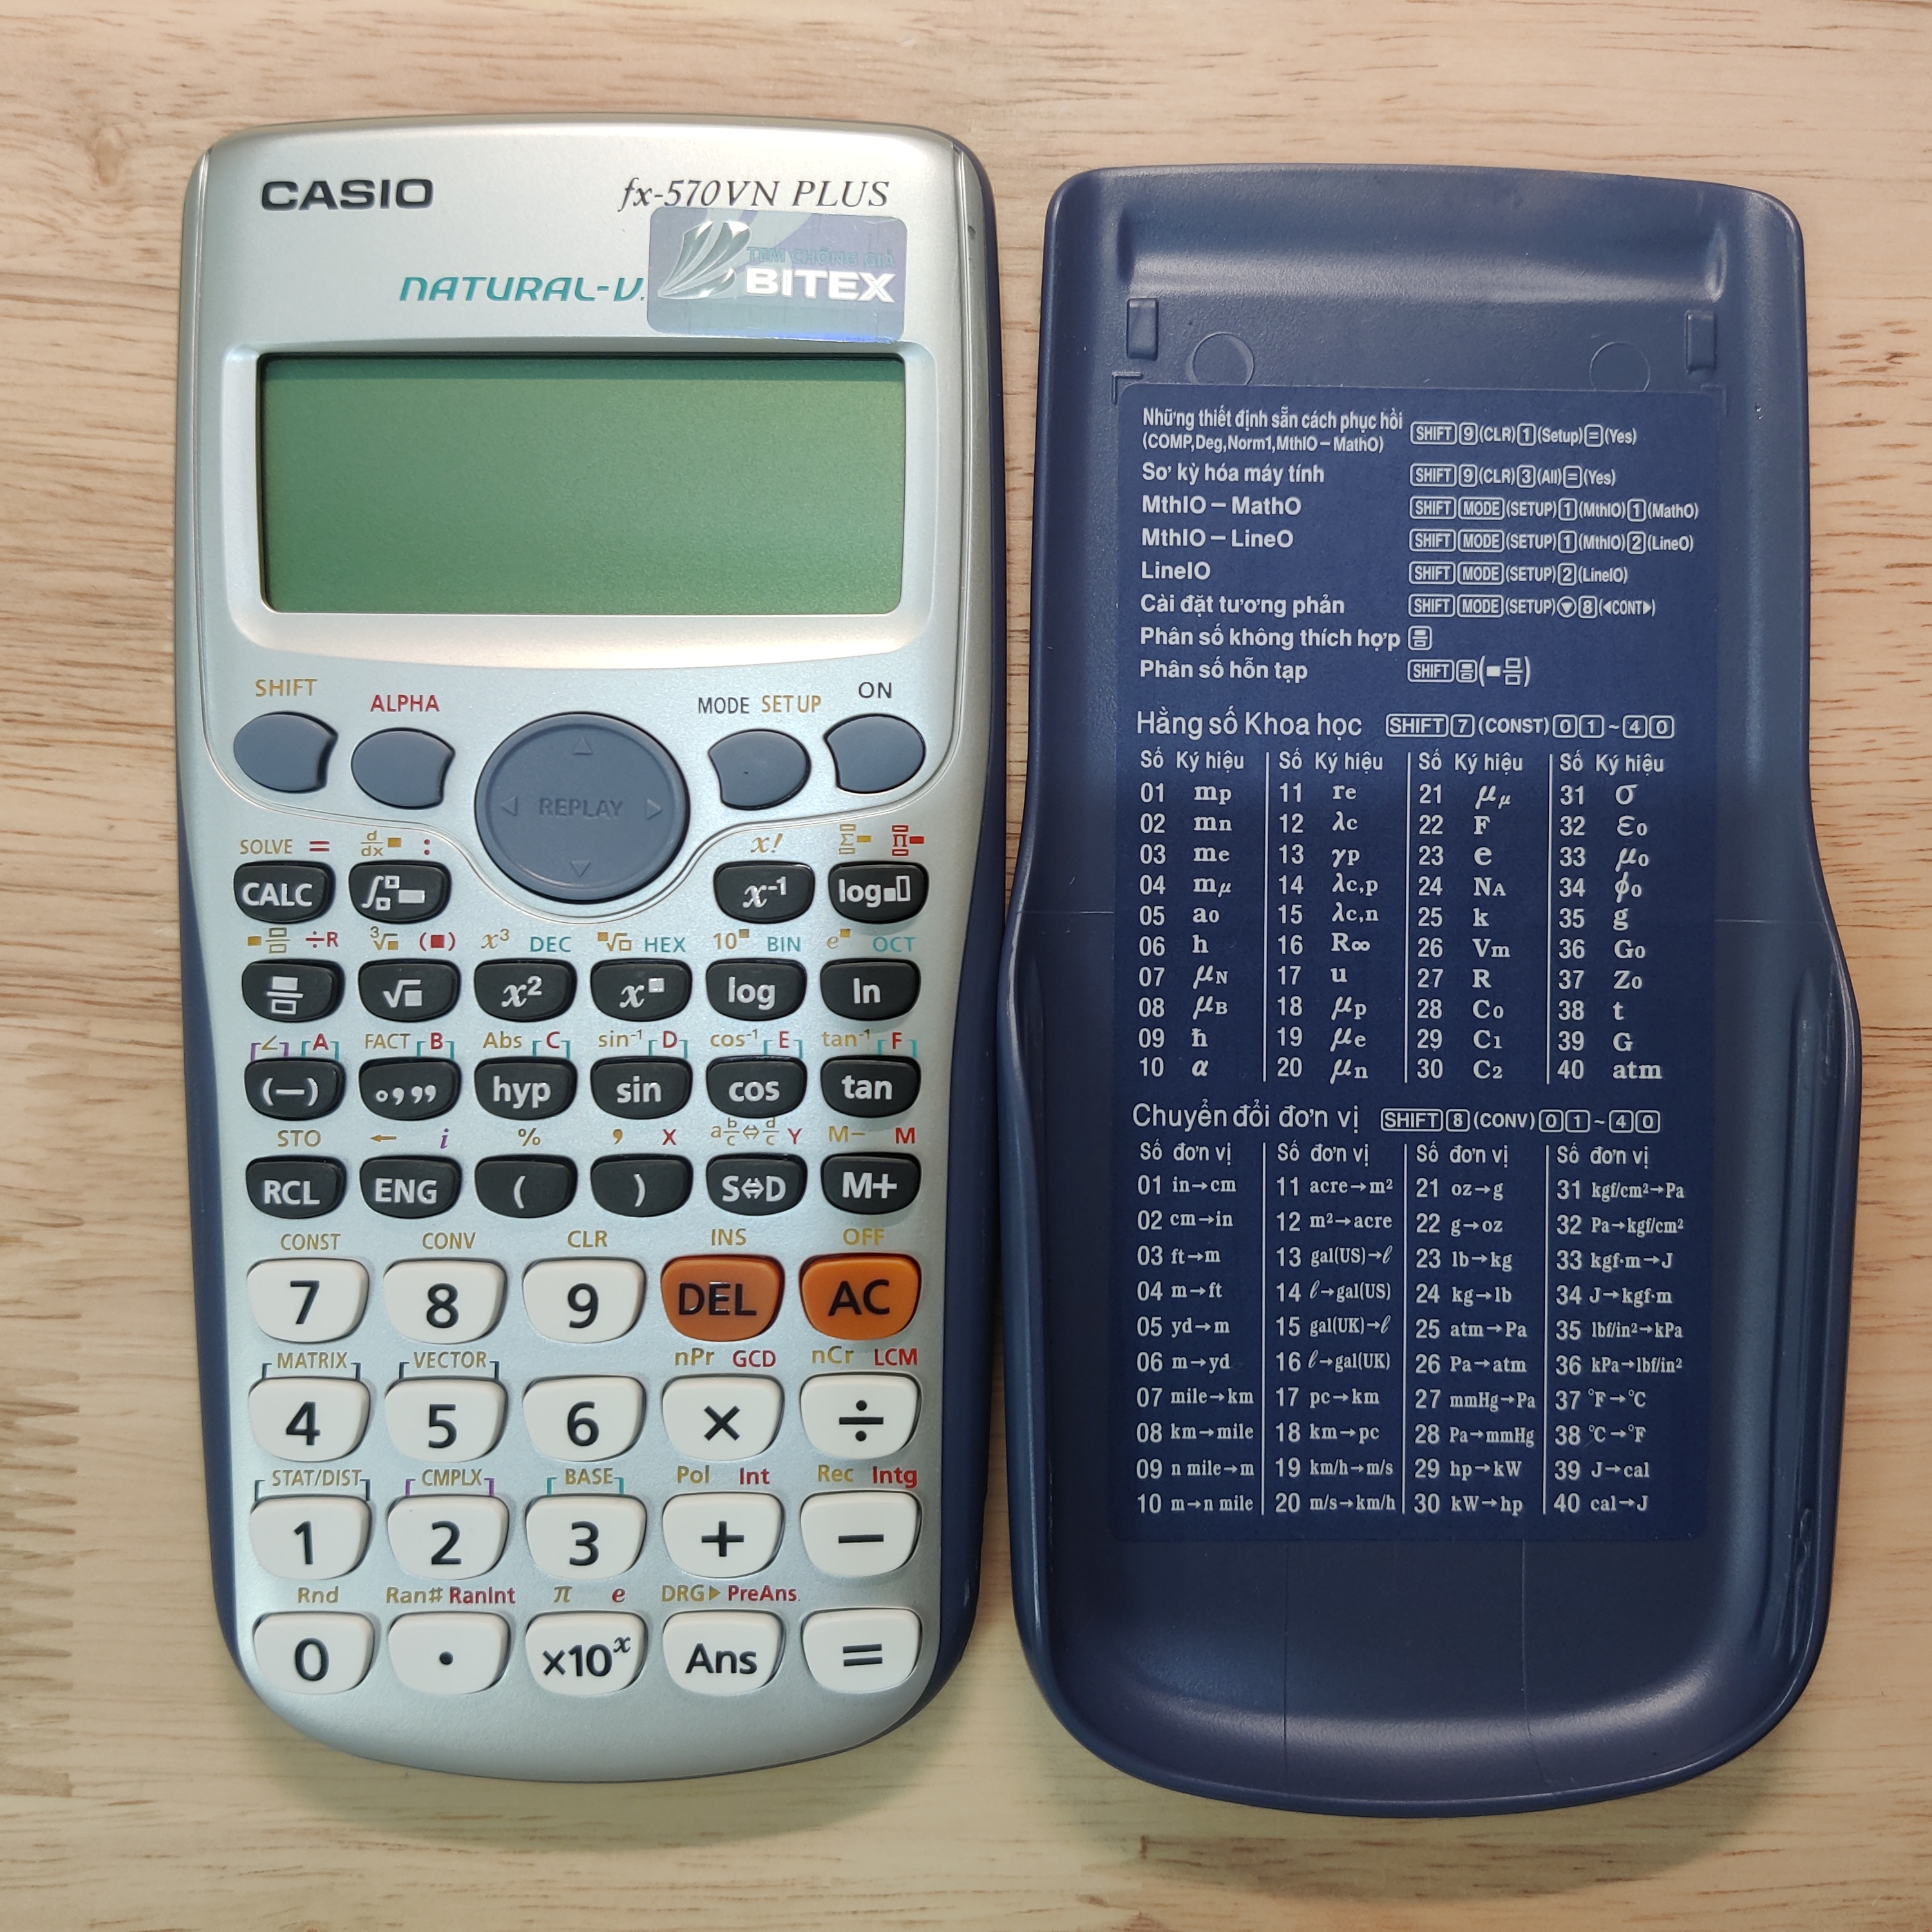 CASIO
fx-570VN PLUS
NATURAL-V.
TEM CHỐNG GIẢ
BITEX
SHIFT
ALPHA
MODE SETUP
ON
REPLAY
SOLVE =
d/dx :
x!
Σ Π
CALC
∫
x⁻¹
log
÷R
³√ (■)
x³ DEC
√ HEX
10■ BIN
e■ OCT
√
x²
x■
log
ln
∠ A
FACT B
Abs C
sin⁻¹ D
cos⁻¹ E
tan⁻¹ F
(−)
° , ,,
hyp
sin
cos
tan
STO
← i
%
, X
a b/c⇔d/c Y
M− M
RCL
ENG
(
)
S⇔D
M+
CONST
CONV
CLR
INS
OFF
7
8
9
DEL
AC
MATRIX
VECTOR
nPr GCD
nCr LCM
4
5
6
×
÷
STAT/DIST
CMPLX
BASE
Pol Int
Rec Intg
1
2
3
+
−
Rnd
Ran# RanInt
π e
DRG▶ PreAns
0
.
×10ˣ
Ans
=
Những thiết định sẵn cách phục hồi
(COMP,Deg,Norm1,MthIO−MathO) SHIFT 9 (CLR) 1 (Setup) = (Yes)
Sơ kỳ hóa máy tính SHIFT 9 (CLR) 3 (All) = (Yes)
MthIO − MathO SHIFT MODE (SETUP) 1 (MthIO) 1 (MathO)
MthIO − LineO SHIFT MODE (SETUP) 1 (MthIO) 2 (LineO)
LineIO SHIFT MODE (SETUP) 2 (LineIO)
Cài đặt tương phản SHIFT MODE (SETUP) ▼ 8 (◀CONT▶)
Phân số không thích hợp
Phân số hỗn tạp SHIFT
Hằng số Khoa học SHIFT 7 (CONST) 0 1 ~ 4 0
Số Ký hiệu Số Ký hiệu Số Ký hiệu Số Ký hiệu
01 mp 11 re 21 μμ 31 σ
02 mn 12 λc 22 F 32 ε0
03 me 13 γp 23 e 33 μ0
04 mμ 14 λc,p 24 NA 34 ϕ0
05 a0 15 λc,n 25 k 35 g
06 h 16 R∞ 26 Vm 36 G0
07 μN 17 u 27 R 37 Z0
08 μB 18 μp 28 C0 38 t
09 ħ 19 μe 29 C1 39 G
10 α 20 μn 30 C2 40 atm
Chuyển đổi đơn vị SHIFT 8 (CONV) 0 1 ~ 4 0
Số đơn vị Số đơn vị Số đơn vị Số đơn vị
01 in→cm 11 acre→m² 21 oz→g 31 kgf/cm²→Pa
02 cm→in 12 m²→acre 22 g→oz 32 Pa→kgf/cm²
03 ft→m 13 gal(US)→ℓ 23 lb→kg 33 kgf·m→J
04 m→ft 14 ℓ→gal(US) 24 kg→lb 34 J→kgf·m
05 yd→m 15 gal(UK)→ℓ 25 atm→Pa 35 lbf/in²→kPa
06 m→yd 16 ℓ→gal(UK) 26 Pa→atm 36 kPa→lbf/in²
07 mile→km 17 pc→km 27 mmHg→Pa 37 °F→°C
08 km→mile 18 km→pc 28 Pa→mmHg 38 °C→°F
09 n mile→m 19 km/h→m/s 29 hp→kW 39 J→cal
10 m→n mile 20 m/s→km/h 30 kW→hp 40 cal→J